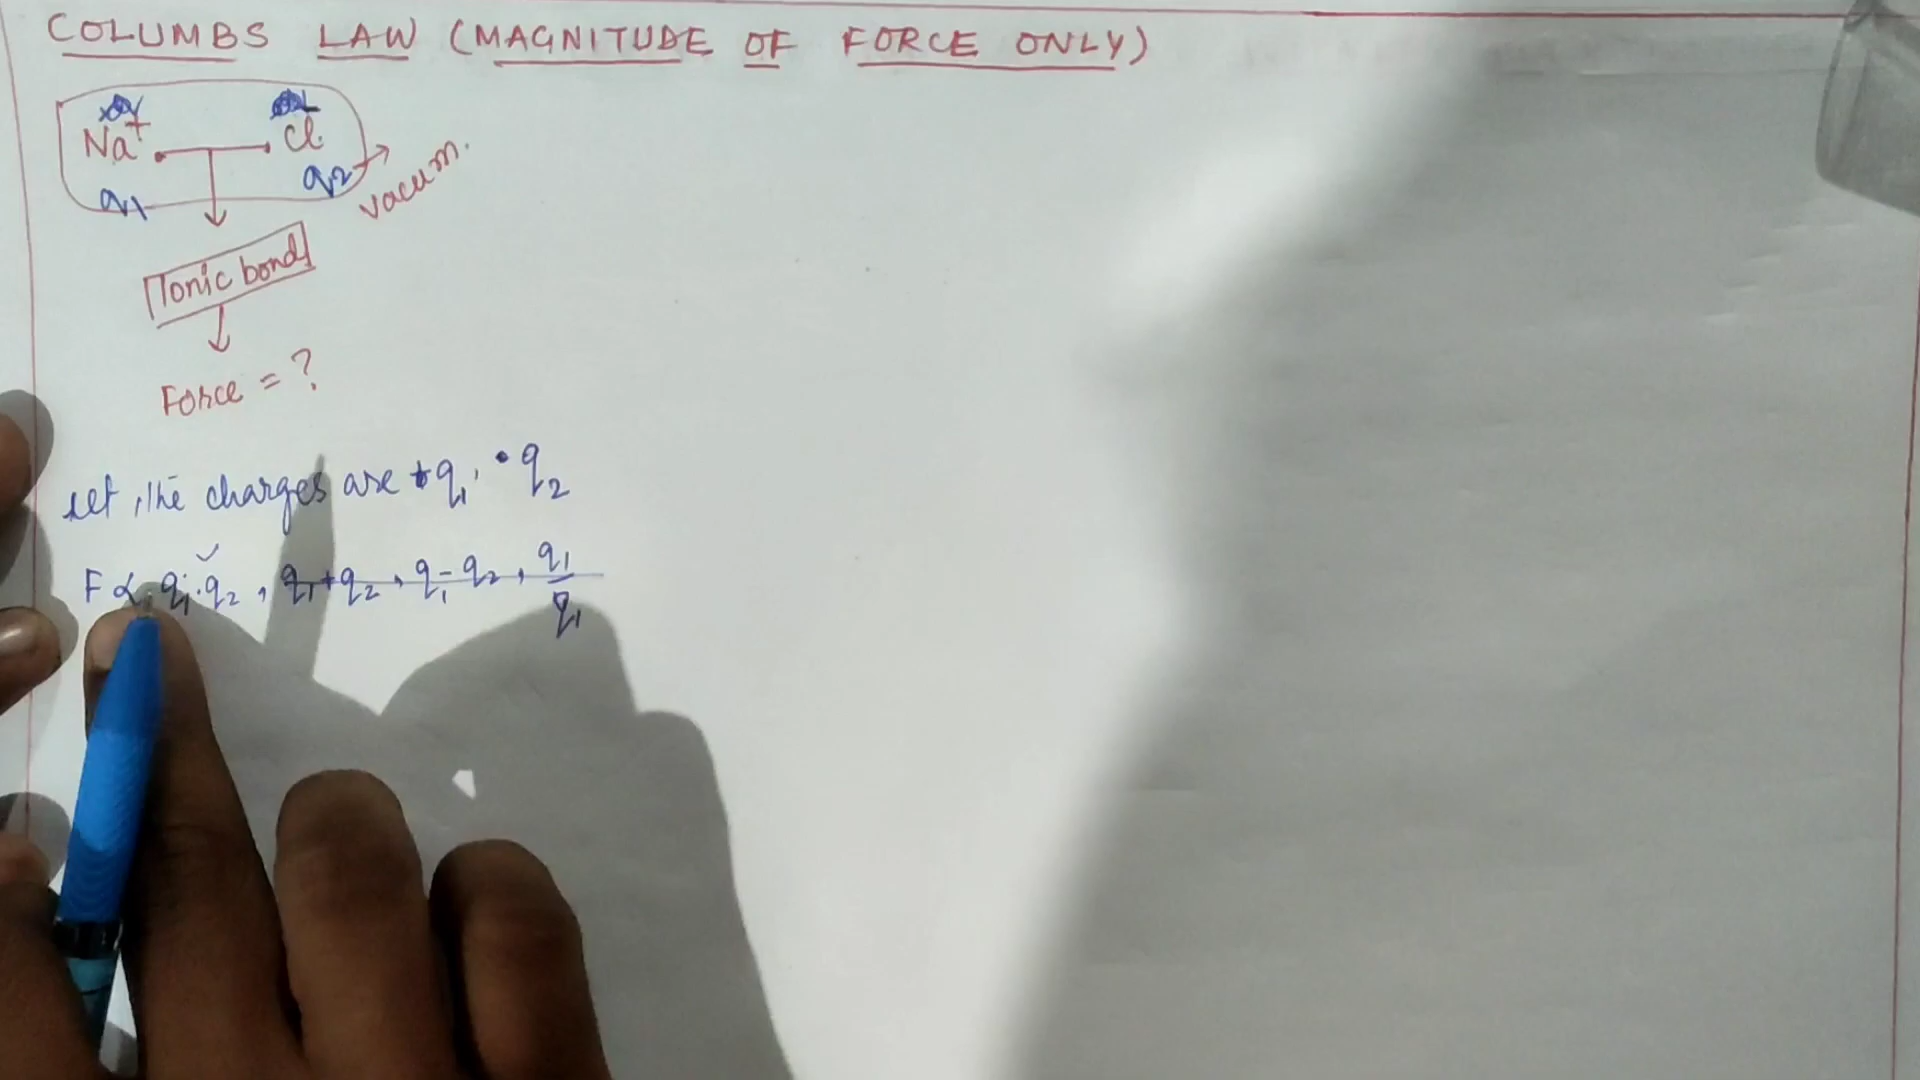 COLUMBS LAW (MAGNITUDE OF FORCE ONLY)
Na⁺ Cl
q1 q2
vacum.
Ionic bond
Force = ?
Let, the charges are +q₁, • q₂
F ∝ q₁.q₂, q₁+q₂, q₁-q₂, q₁/q₁